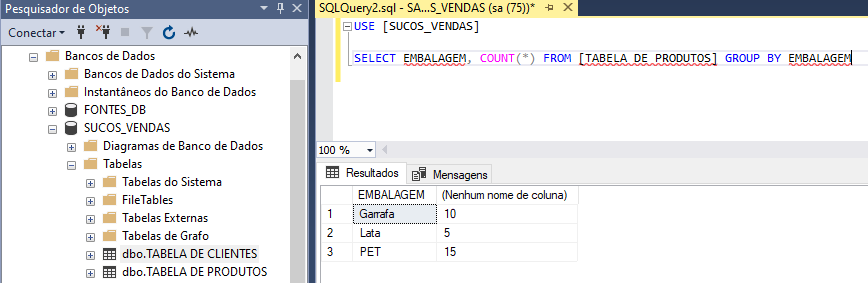 Pesquisador de Objetos
Conectar
Bancos de Dados
Bancos de Dados do Sistema
Instantâneos do Banco de Dados
FONTES_DB
SUCOS_VENDAS
Diagramas de Banco de Dados
Tabelas
Tabelas do Sistema
FileTables
Tabelas Externas
Tabelas de Grafo
dbo.TABELA DE CLIENTES
dbo.TABELA DE PRODUTOS
SQLQuery2.sql - SA...S_VENDAS (sa (75))*
USE [SUCOS_VENDAS]
SELECT EMBALAGEM, COUNT(*) FROM [TABELA DE PRODUTOS] GROUP BY EMBALAGEM
100 %
Resultados Mensagens
EMBALAGEM (Nenhum nome de coluna)
1 Garrafa 10
2 Lata 5
3 PET 15